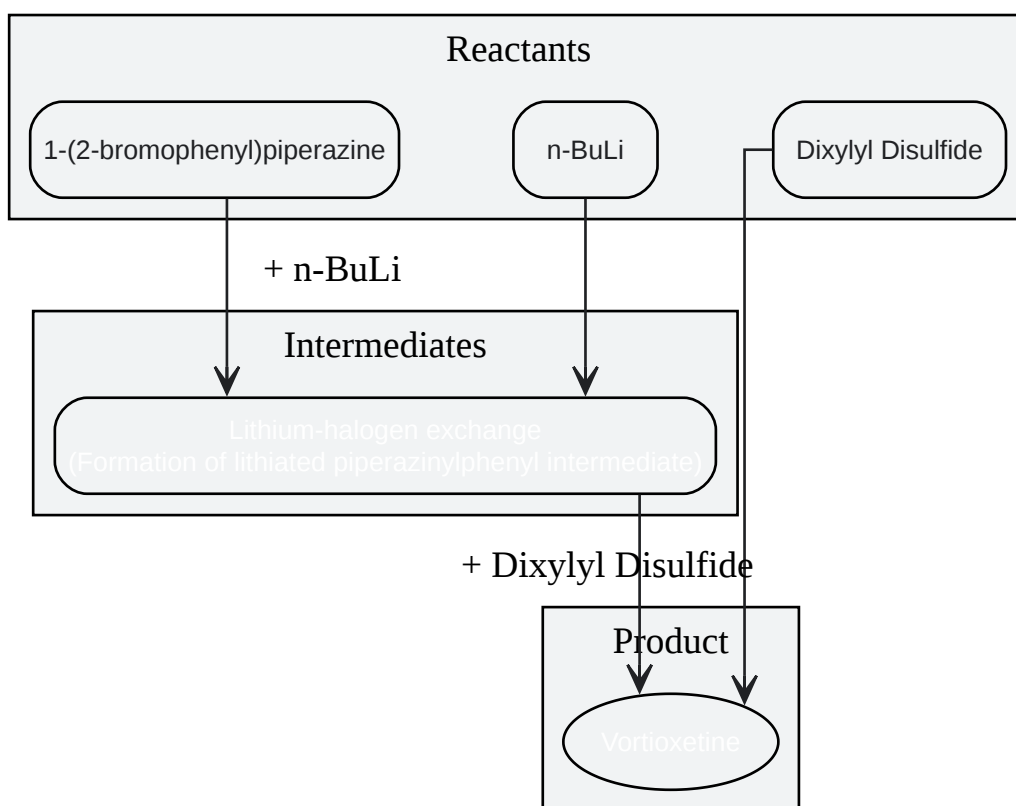 Reactants
1-(2-bromophenyl)piperazine
n-BuLi
Dixylyl Disulfide
+ n-BuLi
Intermediates
Lithium-halogen exchange
(Formation of lithiated piperazinylphenyl intermediate)
+ Dixylyl Disulfide
Product
Vortioxetine